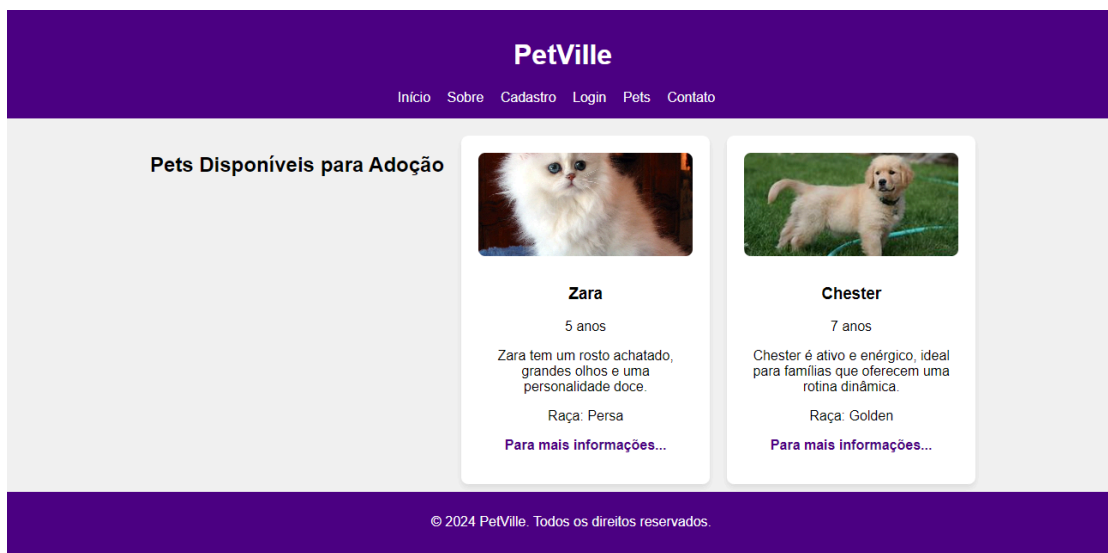 PetVille
Início Sobre Cadastro Login Pets Contato
Pets Disponíveis para Adoção
Zara
5 anos
Zara tem um rosto achatado,
grandes olhos e uma
personalidade doce.
Raça: Persa
Para mais informações...
Chester
7 anos
Chester é ativo e enérgico, ideal
para famílias que oferecem uma
rotina dinâmica.
Raça: Golden
Para mais informações...
© 2024 PetVille. Todos os direitos reservados.